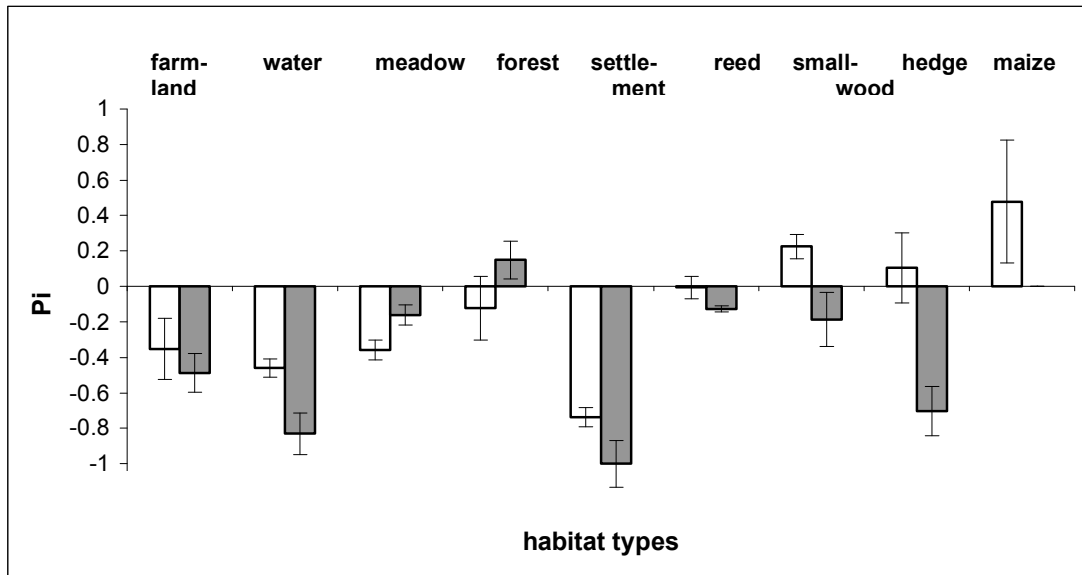 farm- water meadow forest settle- reed small- hedge maize
land ment wood
1
0.8
0.6
0.4
0.2
0
-0.2
-0.4
-0.6
-0.8
-1
Pi
habitat types